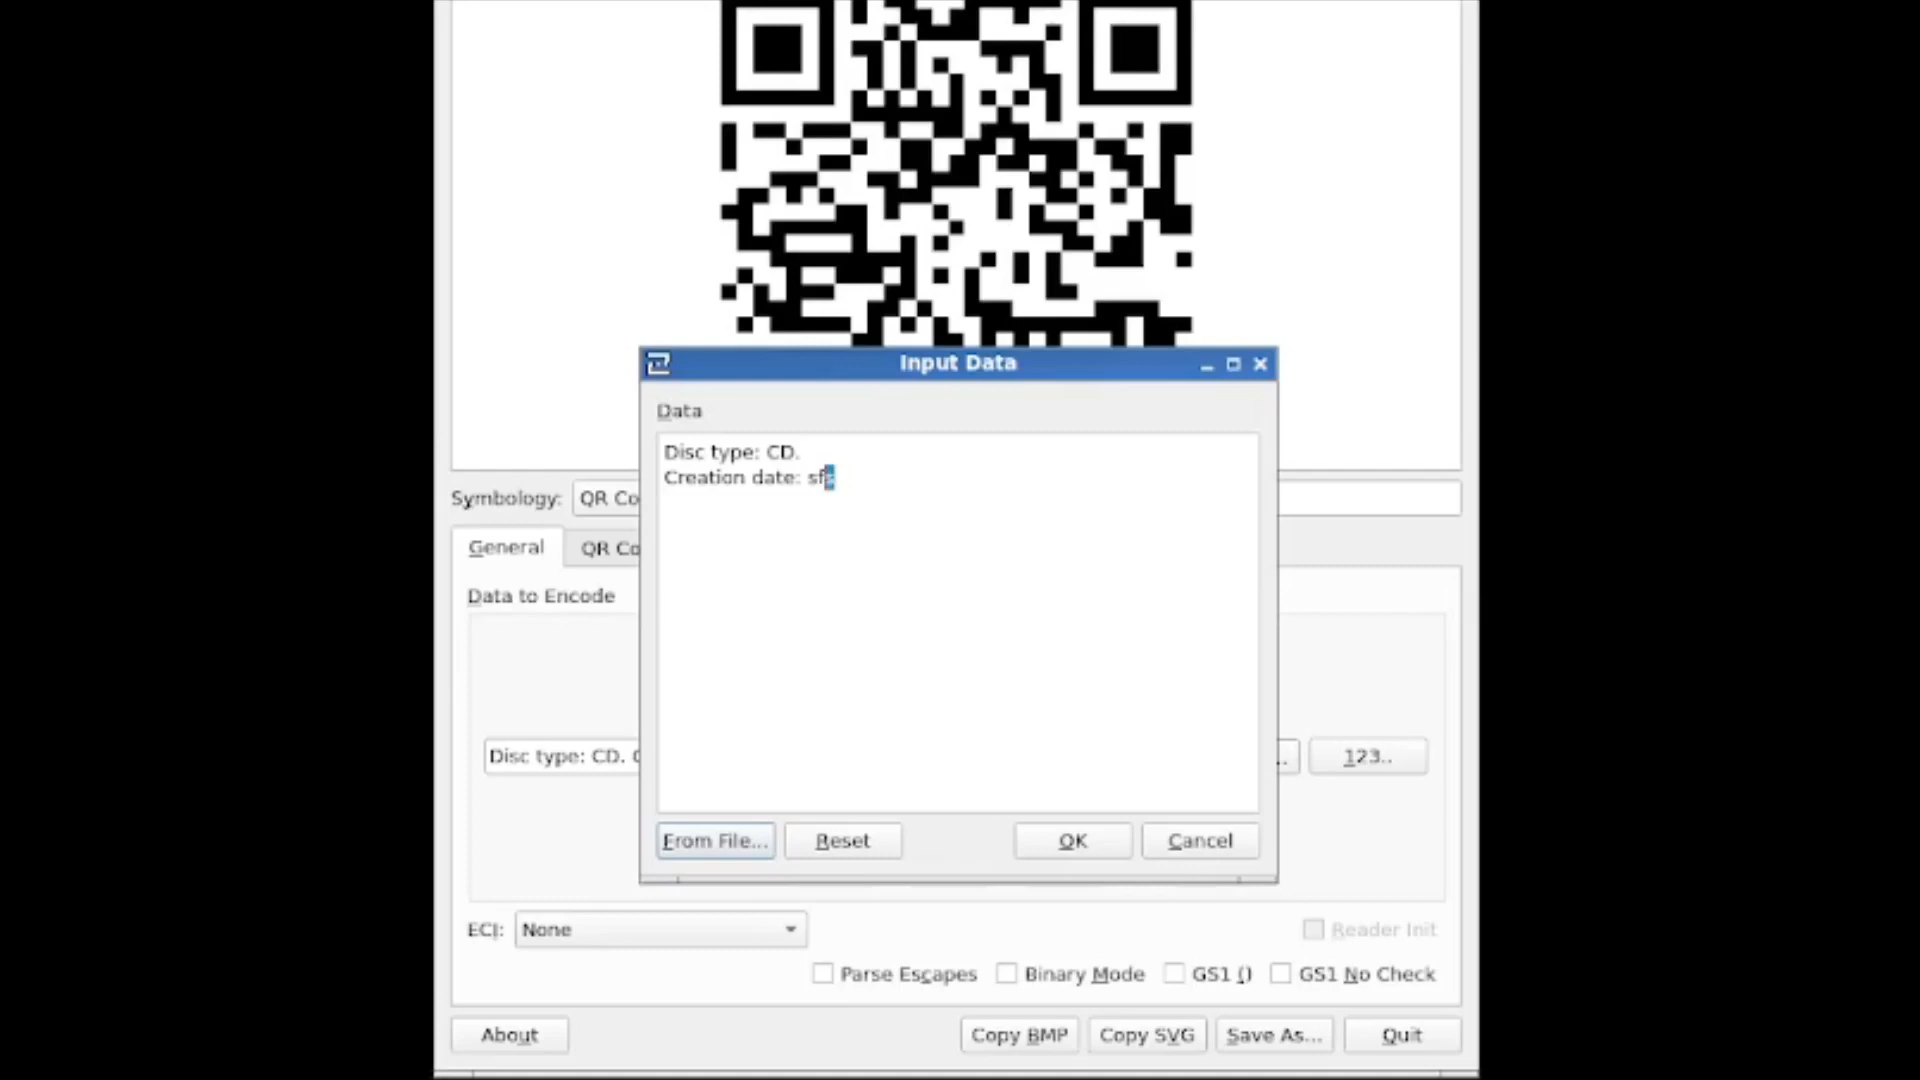 Input Data
Data
Disc type: CD.
Creation date: sfs
Symbology: QR Co
General QR Co
Data to Encode
Disc type: CD.
.. 123..
From File... Reset OK Cancel
ECI: None Reader Init
Parse Escapes Binary Mode GS1 () GS1 No Check
About Copy BMP Copy SVG Save As... Quit